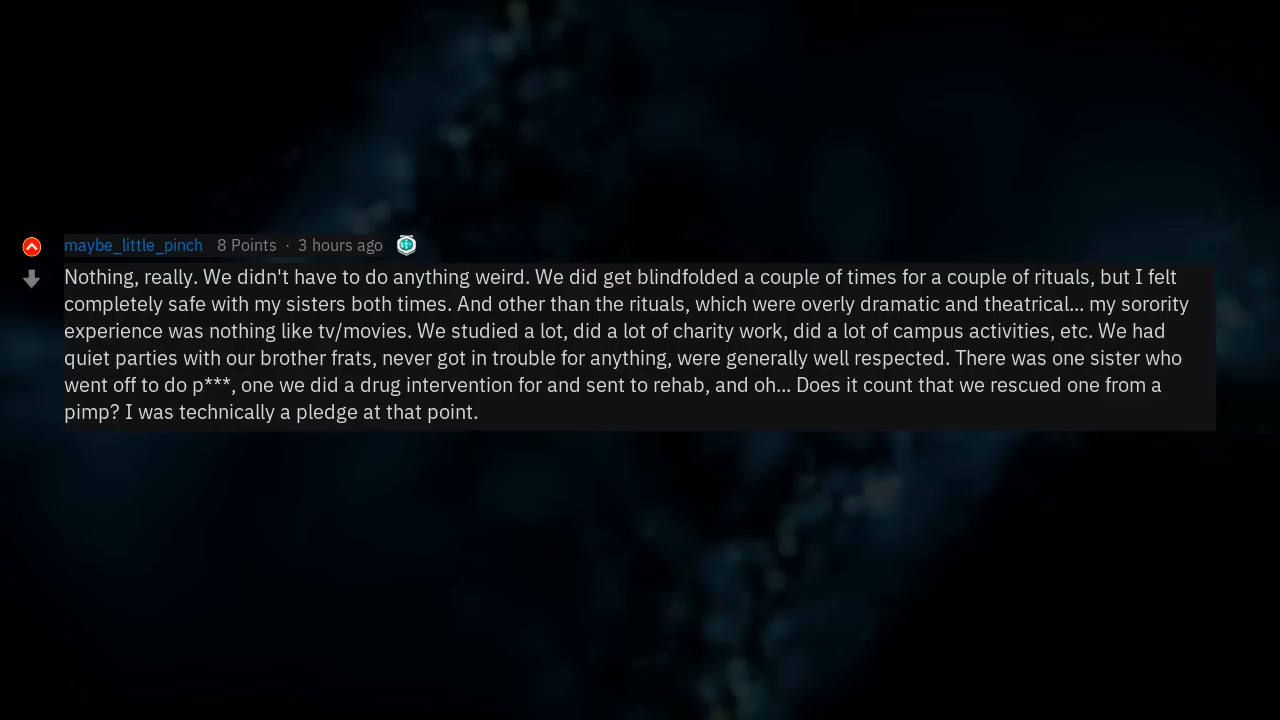 maybe_little_pinch 8 Points · 3 hours ago
Nothing, really. We didn't have to do anything weird. We did get blindfolded a couple of times for a couple of rituals, but I felt
completely safe with my sisters both times. And other than the rituals, which were overly dramatic and theatrical... my sorority
experience was nothing like tv/movies. We studied a lot, did a lot of charity work, did a lot of campus activities, etc. We had
quiet parties with our brother frats, never got in trouble for anything, were generally well respected. There was one sister who
went off to do p***, one we did a drug intervention for and sent to rehab, and oh... Does it count that we rescued one from a
pimp? I was technically a pledge at that point.